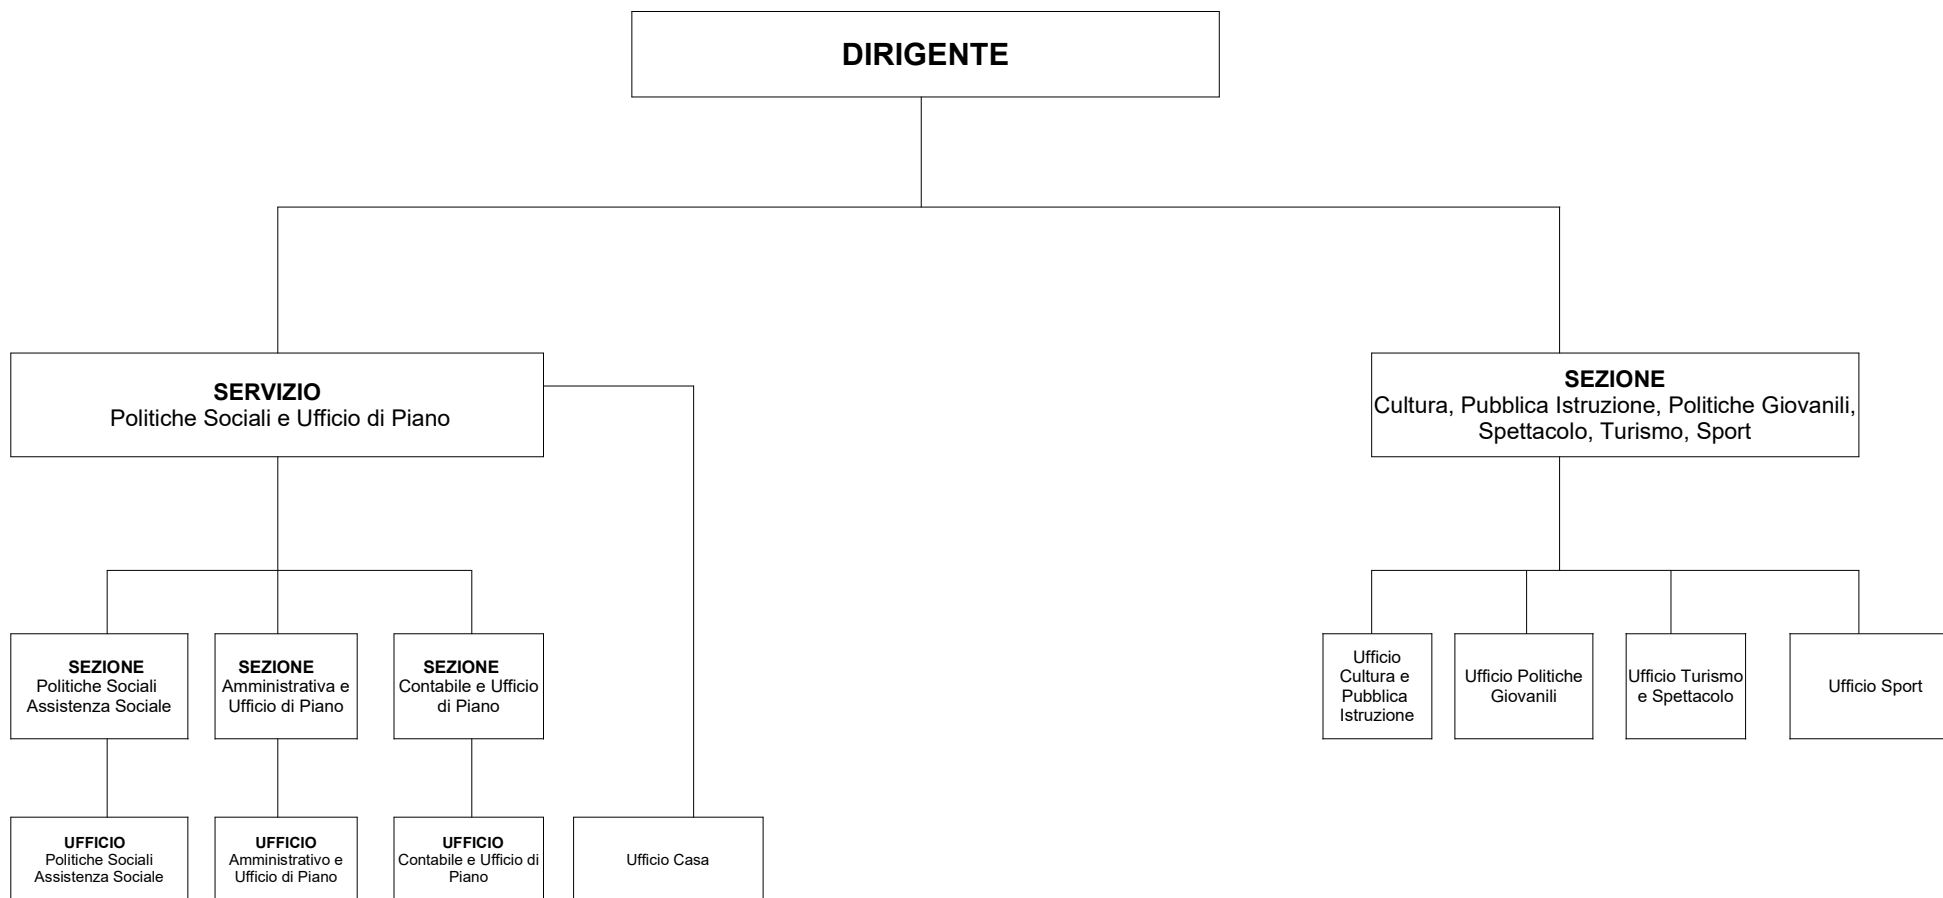 DIRIGENTE
SERVIZIO
Politiche Sociali e Ufficio di Piano
SEZIONE
Cultura, Pubblica Istruzione, Politiche Giovanili,
Spettacolo, Turismo, Sport
SEZIONE
Politiche Sociali
Assistenza Sociale
SEZIONE
Amministrativa e
Ufficio di Piano
SEZIONE
Contabile e Ufficio
di Piano
Ufficio
Cultura e
Pubblica
Istruzione
Ufficio Politiche
Giovanili
Ufficio Turismo
e Spettacolo
Ufficio Sport
UFFICIO
Politiche Sociali
Assistenza Sociale
UFFICIO
Amministrativo e
Ufficio di Piano
UFFICIO
Contabile e Ufficio di
Piano
Ufficio Casa